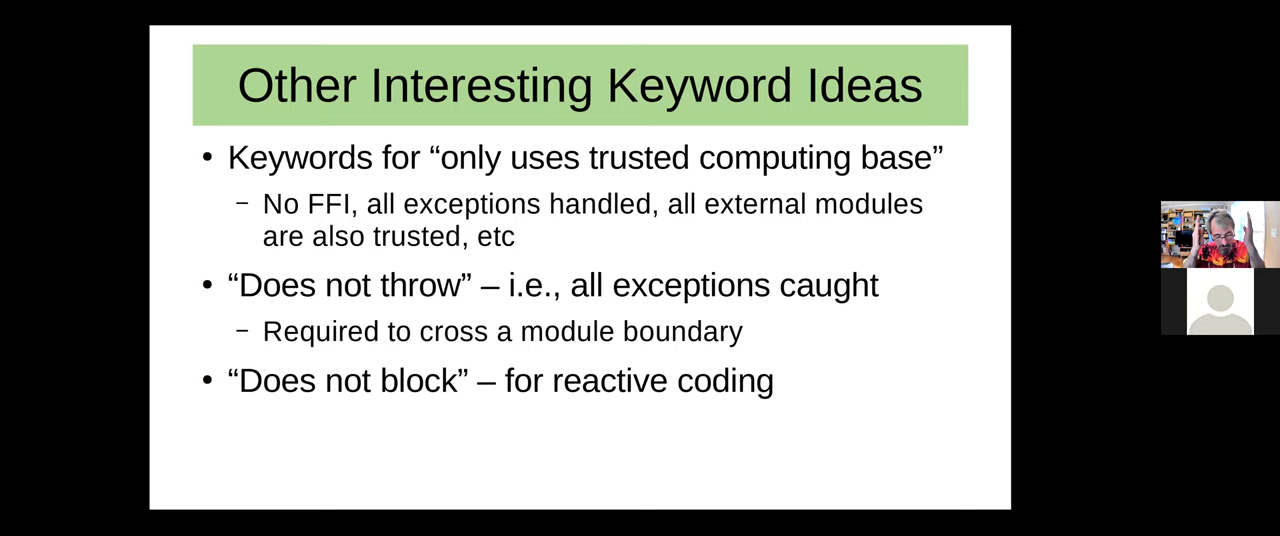 Other Interesting Keyword Ideas
• Keywords for “only uses trusted computing base”
– No FFI, all exceptions handled, all external modules
are also trusted, etc
• “Does not throw” – i.e., all exceptions caught
– Required to cross a module boundary
• “Does not block” – for reactive coding